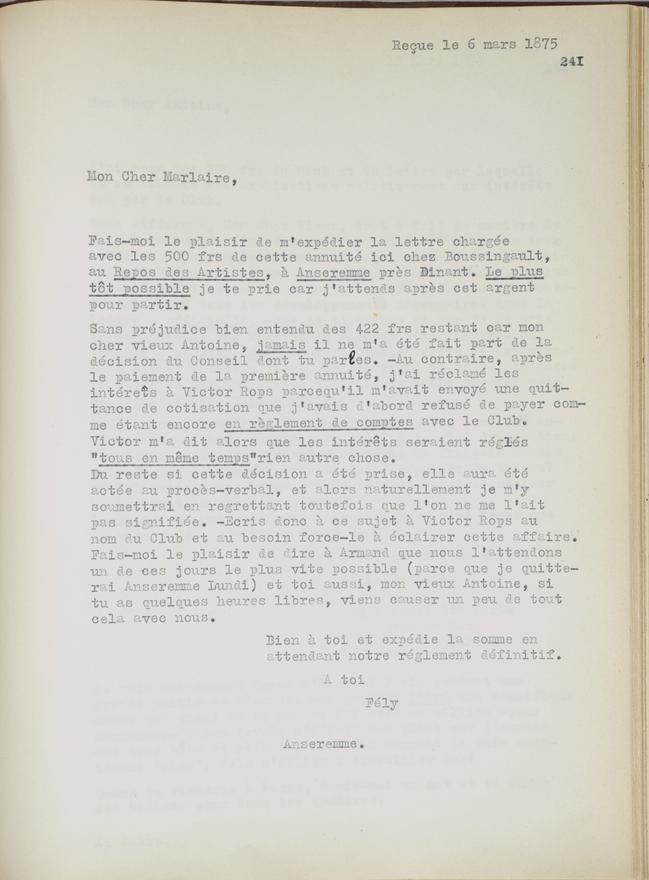 Reçue le 6 mars 1875
241
Mon Cher Marlaire,
Fais-moi le plaisir de m'expédier la lettre chargée
avec les 500 frs de cette annuité ici chez Boussingault,
au Repos des Artistes, à Anseremme près Dinant. Le plus
tôt possible je te prie car j'attends après cet argent
pour partir.
Sans préjudice bien entendu des 422 frs restant car mon
cher vieux Antoine, jamais il ne m'a été fait part de la
décision du Conseil dont tu parles. -Au contraire, après
le paiement de la première annuité, j'ai réclamé les
intérêts à Victor Rops parcequ'il m'avait envoyé une quit-
tance de cotisation que j'avais d'abord refusé de payer com-
me étant encore en règlement de comptes avec le Club.
Victor m'a dit alors que les intérêts seraient réglés
"tous en même temps"rien autre chose.
Du reste si cette décision a été prise, elle aura été
actée au procès-verbal, et alors naturellement je m'y
soumettrai en regrettant toutefois que l'on ne me l'ait
pas signifiée. -Ecris donc à ce sujet à Victor Rops au
nom du Club et au besoin force-le à éclairer cette affaire.
Fais-moi le plaisir de dire à Armand que nous l'attendons
un de ces jours le plus vite possible (parce que je quitte-
rai Anseremme Lundi) et toi aussi, mon vieux Antoine, si
tu as quelques heures libres, viens causer un peu de tout
cela avec nous.
Bien à toi et expédie la somme en
attendant notre réglement définitif.
A toi
Fély
Anseremme.